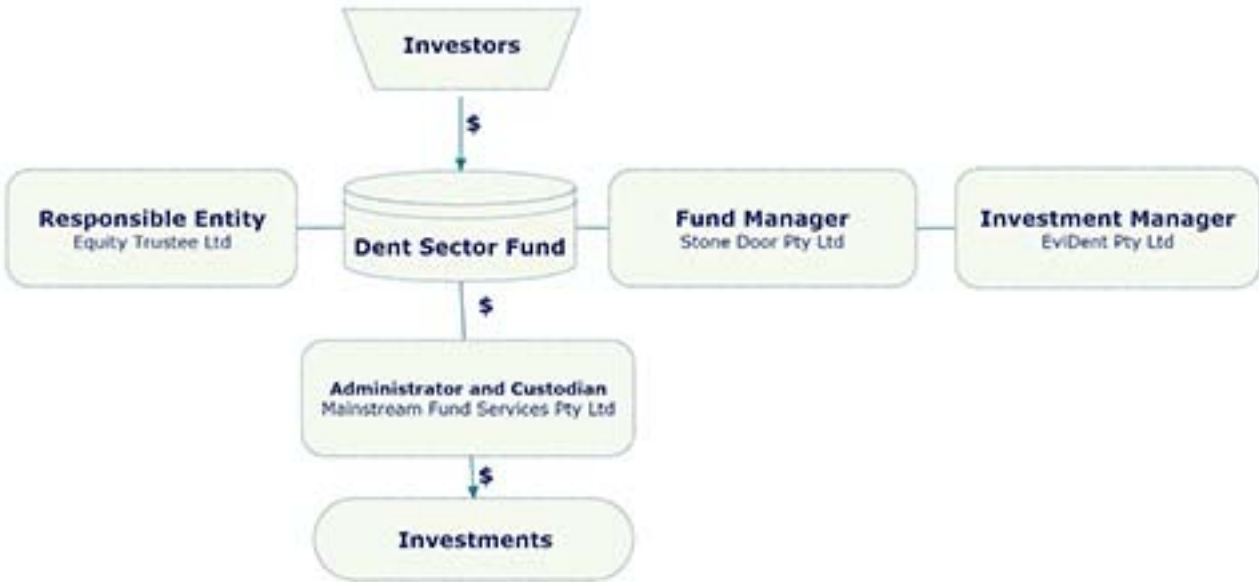 Investors
$
Responsible Entity
Equity Trustee Ltd
Dent Sector Fund
Fund Manager
Stone Door Pty Ltd
Investment Manager
EviDent Pty Ltd
$
Administrator and Custodian
Mainstream Fund Services Pty Ltd
$
Investments